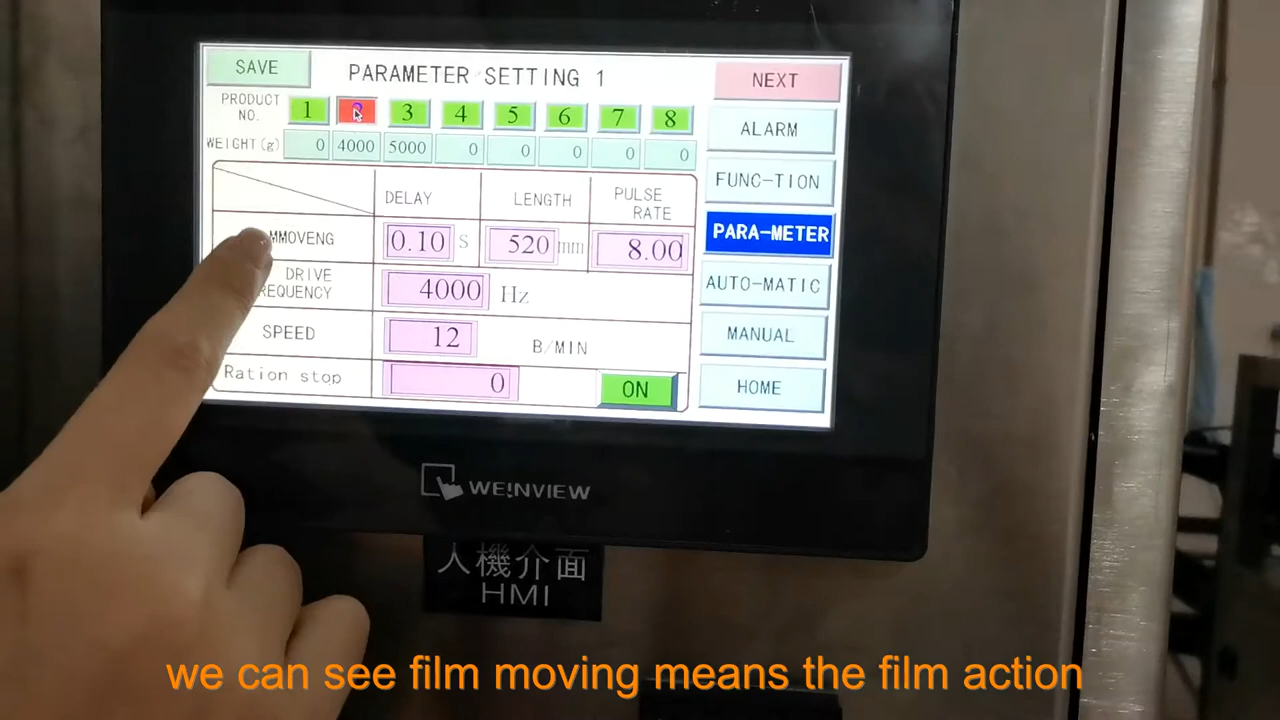 SAVE
PARAMETER SETTING 1
NEXT
PRODUCT NO.
1 2 3 4 5 6 7 8
WEIGHT(g)
0 4000 5000 0 0 0 0 0
ALARM
FUNC-TION
PARA-METER
AUTO-MATIC
MANUAL
HOME
DELAY
LENGTH
PULSE RATE
MMOVENG
0.10 S
520 mm
8.00
DRIVE
REQUENCY
4000 Hz
SPEED
12
B/MIN
Ration stop
0
ON
WE!NVIEW
人機介面
HMI
we can see film moving means the film action